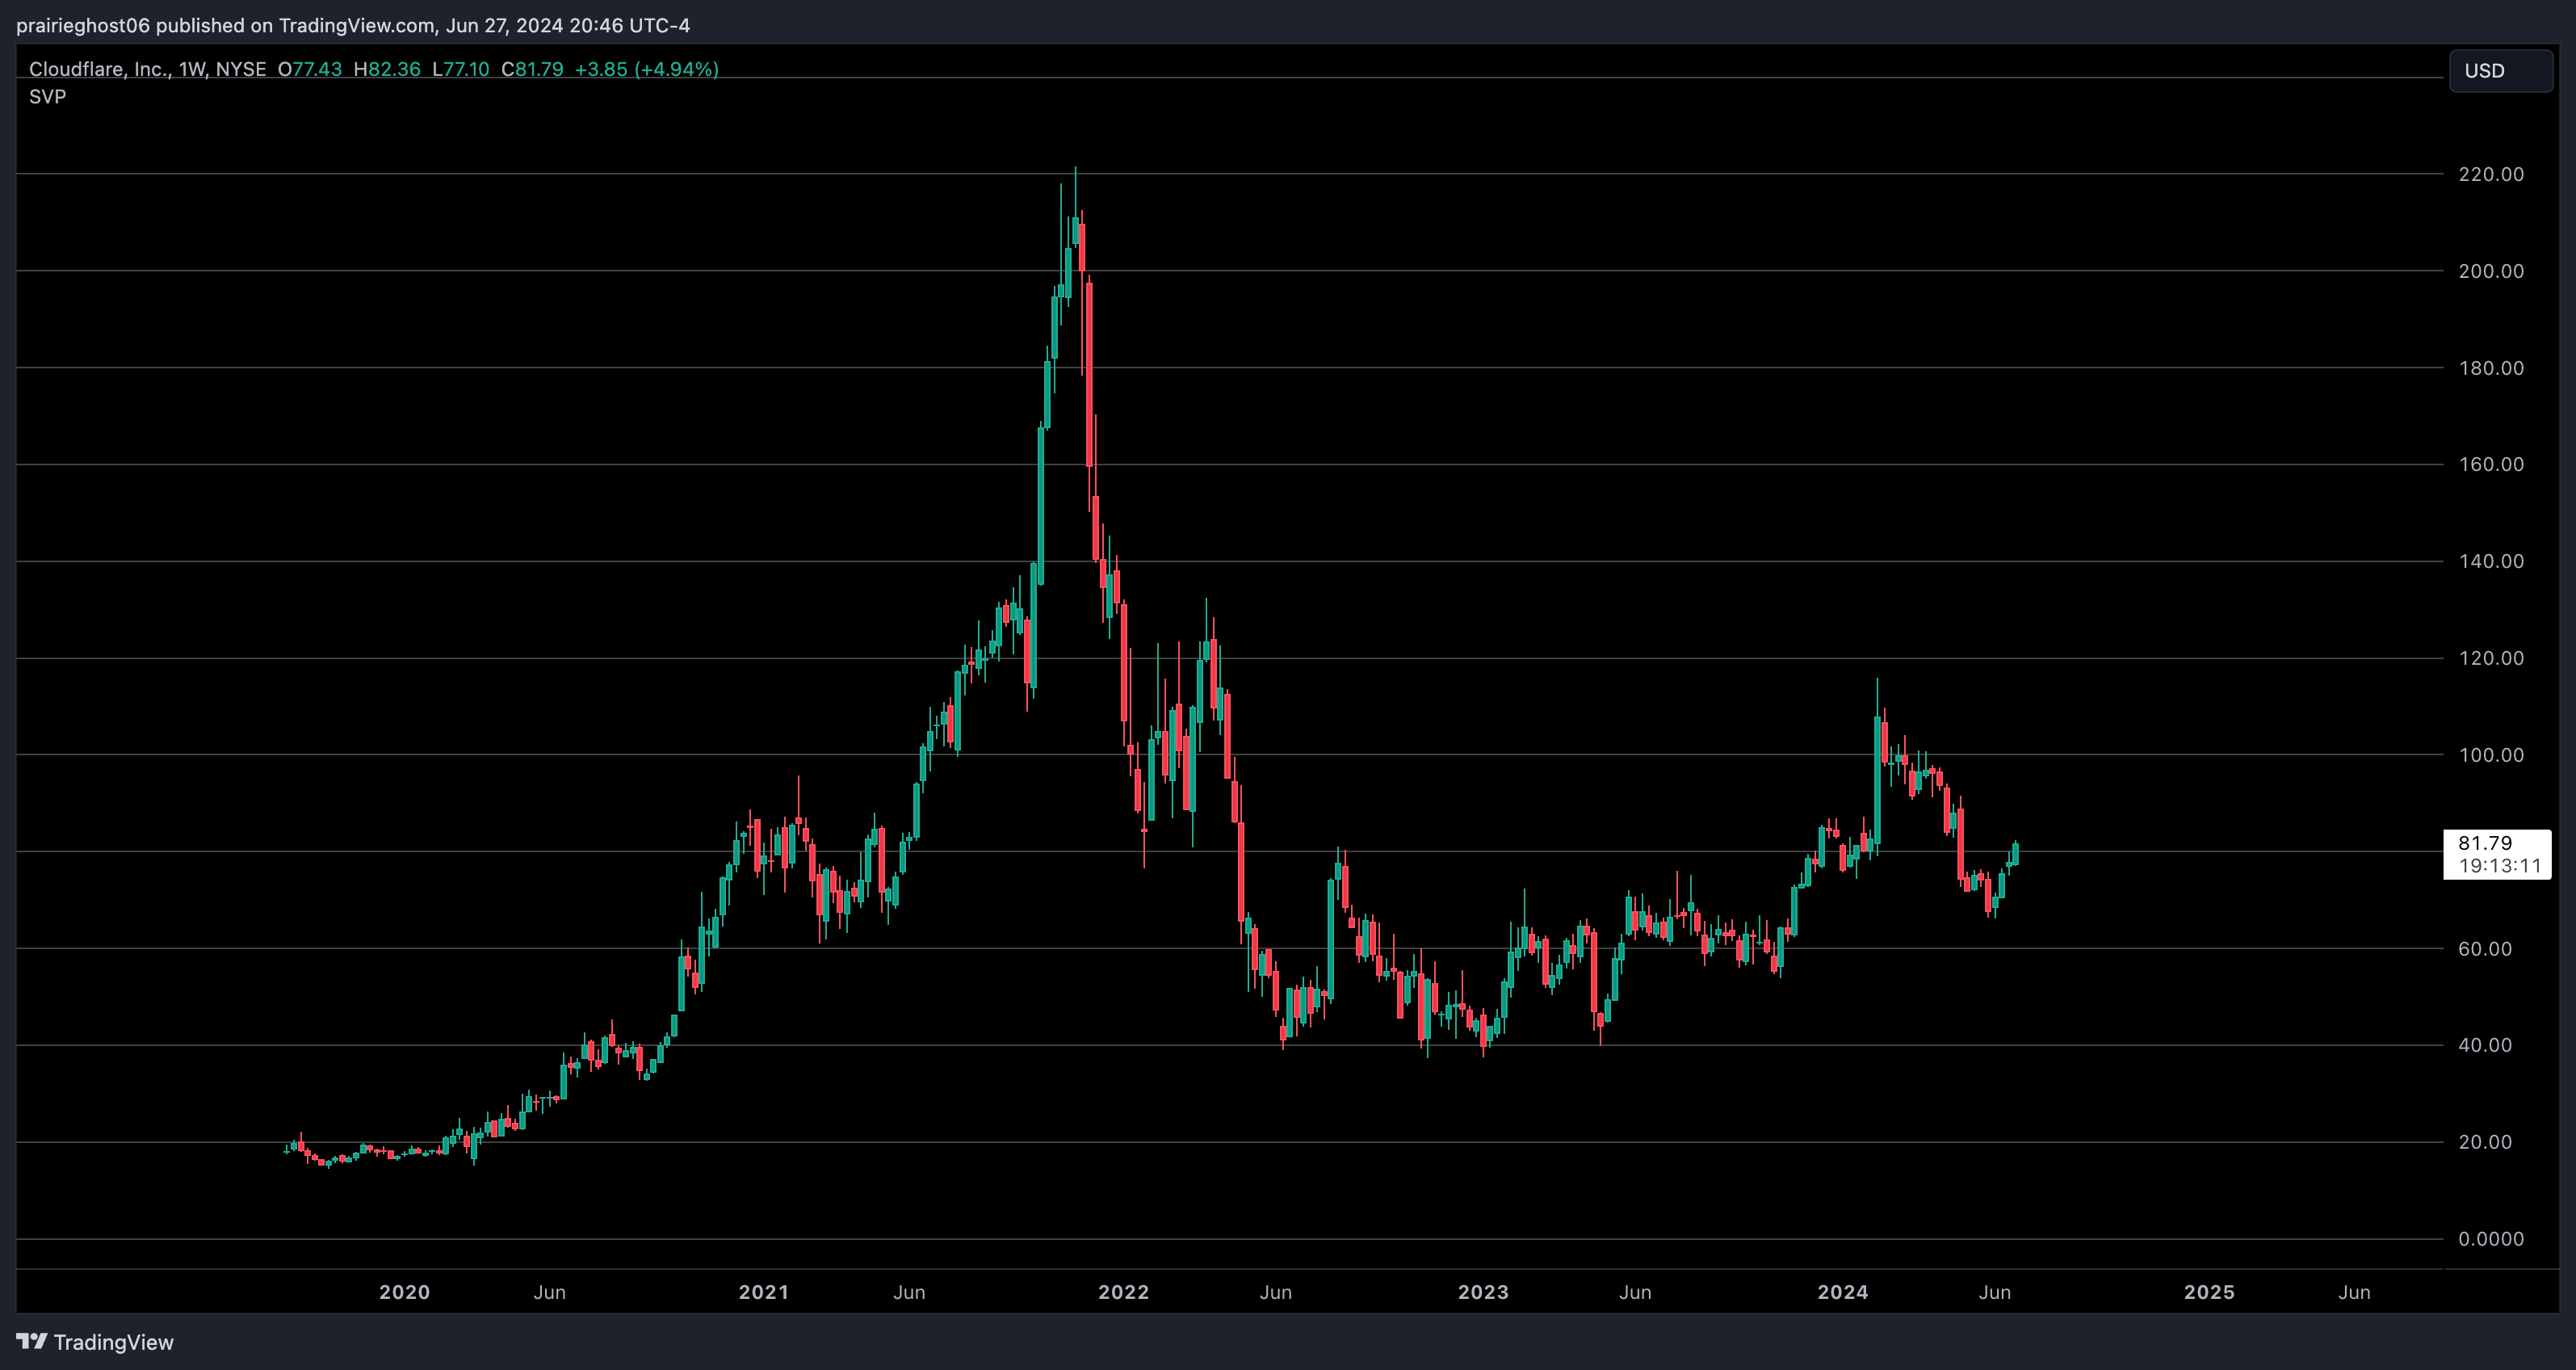 prairieghost06 published on TradingView.com, Jun 27, 2024 20:46 UTC-4
Cloudflare, Inc., 1W, NYSE O77.43 H82.36 L77.10 C81.79 +3.85 (+4.94%)
USD
SVP
220.00
200.00
180.00
160.00
140.00
120.00
100.00
81.79
19:13:11
60.00
40.00
20.00
0.0000
2020 Jun 2021 Jun 2022 Jun 2023 Jun 2024 Jun 2025 Jun
TradingView